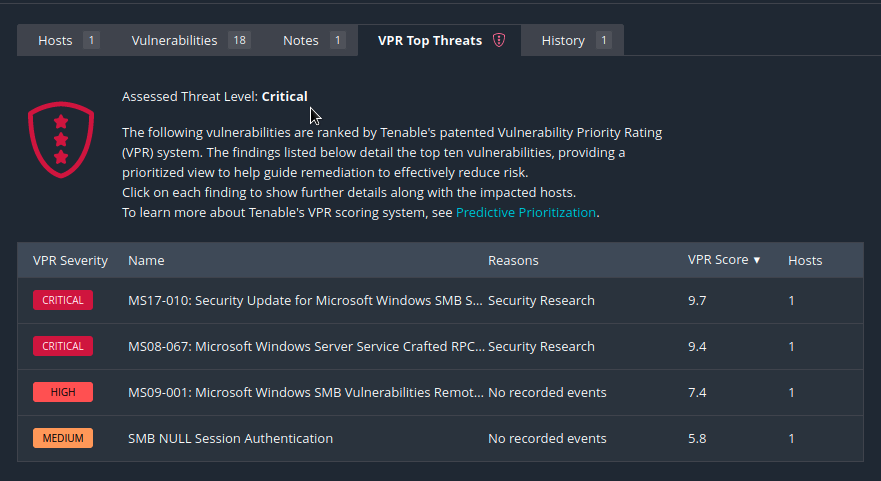 Hosts 1 Vulnerabilities 18 Notes 1 VPR Top Threats History 1
Assessed Threat Level: Critical
The following vulnerabilities are ranked by Tenable's patented Vulnerability Priority Rating
(VPR) system. The findings listed below detail the top ten vulnerabilities, providing a
prioritized view to help guide remediation to effectively reduce risk.
Click on each finding to show further details along with the impacted hosts.
To learn more about Tenable's VPR scoring system, see Predictive Prioritization.
VPR Severity Name Reasons VPR Score ▼ Hosts
CRITICAL MS17-010: Security Update for Microsoft Windows SMB S... Security Research 9.7 1
CRITICAL MS08-067: Microsoft Windows Server Service Crafted RPC... Security Research 9.4 1
HIGH MS09-001: Microsoft Windows SMB Vulnerabilities Remot... No recorded events 7.4 1
MEDIUM SMB NULL Session Authentication No recorded events 5.8 1